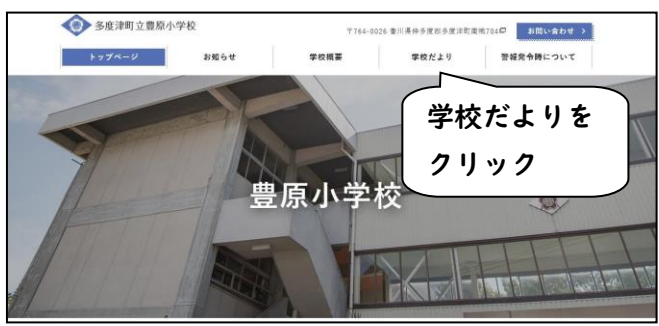 多度津町立豊原小学校
〒764-0026 香川県仲多度郡多度津町南鴨704
お問い合わせ >
トップページ
お知らせ
学校概要
学校だより
警報発令時について
学校だよりを
クリック
豊原小学校